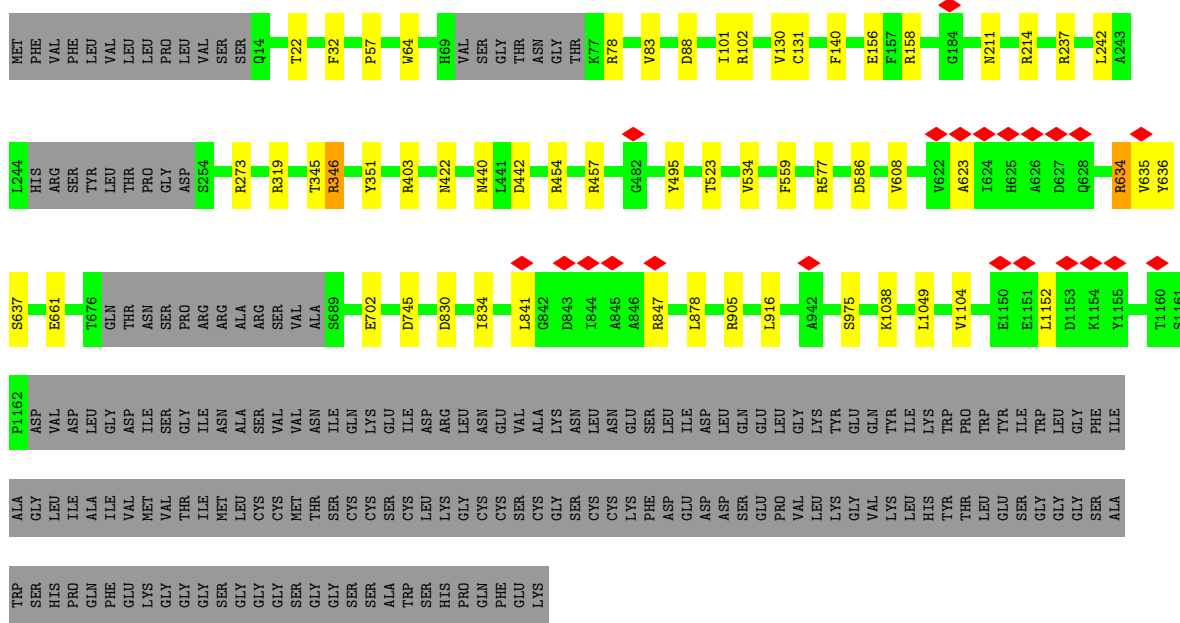 MET PHE VAL PHE LEU VAL LEU LEU PRO LEU VAL SER SER Q14 T22 F32 P57 W64 H69 VAL SER GLY THR ASN GLY THR K77 R78 V83 D88 I101 R102 V130 C131 F140 E156 F157 R158 G184 N211 R214 R237 L242 A243
L244 HIS ARG SER TYR LEU THR PRO GLY ASP S254 R273 R319 T345 R346 Y351 R403 N422 N440 L441 D442 R454 R457 G482 Y495 T523 V534 F559 R577 D586 V608 V622 A623 I624 H625 A626 D627 Q628 R634 V635 Y636
S637 E661 T676 GLN THR ASN SER PRO ARG ARG ALA ARG SER VAL ALA S689 E702 D745 D830 I834 L841 G842 D843 I844 A845 A846 R847 L878 R905 L916 A942 S975 K1038 L1049 V1104 E1150 E1151 L1152 D1153 K1154 Y1155 T1160 S1161
P1162 ASP VAL ASP LEU GLY ASP ILE SER GLY ILE ASN ALA SER VAL VAL ASN ILE GLN LYS GLU ILE ASP ARG LEU ASN GLU VAL ALA LYS ASN LEU ASN GLU SER LEU ILE ASP LEU GLN GLU LEU GLY LYS TYR GLU GLN TYR ILE LYS TRP PRO TRP TYR ILE TRP LEU GLY PHE ILE
ALA GLY LEU ILE ALA ILE VAL MET VAL THR ILE MET LEU CYS CYS MET THR SER CYS CYS SER CYS LEU LYS GLY CYS CYS SER CYS GLY SER CYS CYS LYS PHE ASP GLU ASP ASP SER GLU PRO VAL LEU LYS GLY VAL LYS LEU HIS TYR THR LEU GLU SER GLY GLY GLY SER ALA
TRP SER HIS PRO GLN PHE GLU LYS GLY GLY GLY SER GLY GLY GLY SER GLY GLY SER SER ALA TRP SER HIS PRO GLN PHE GLU LYS